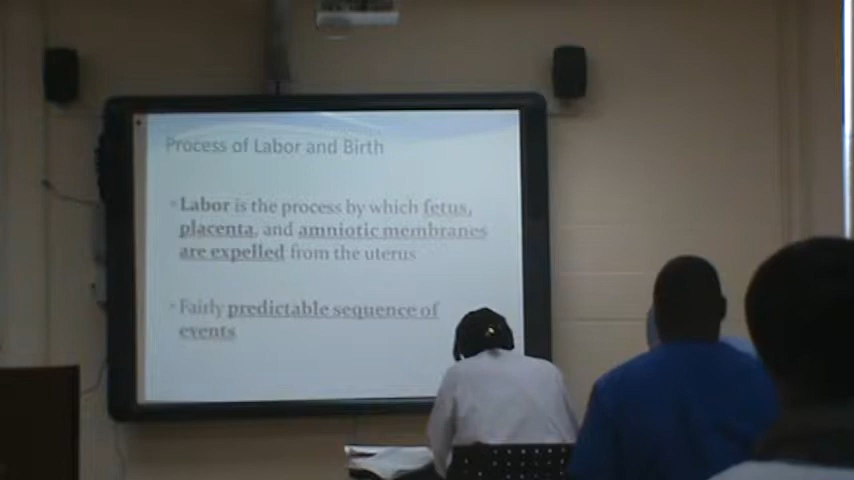 Process of Labor and Birth
Labor is the process by which fetus,
placenta, and amniotic membranes
are expelled from the uterus
Fairly predictable sequence of
events